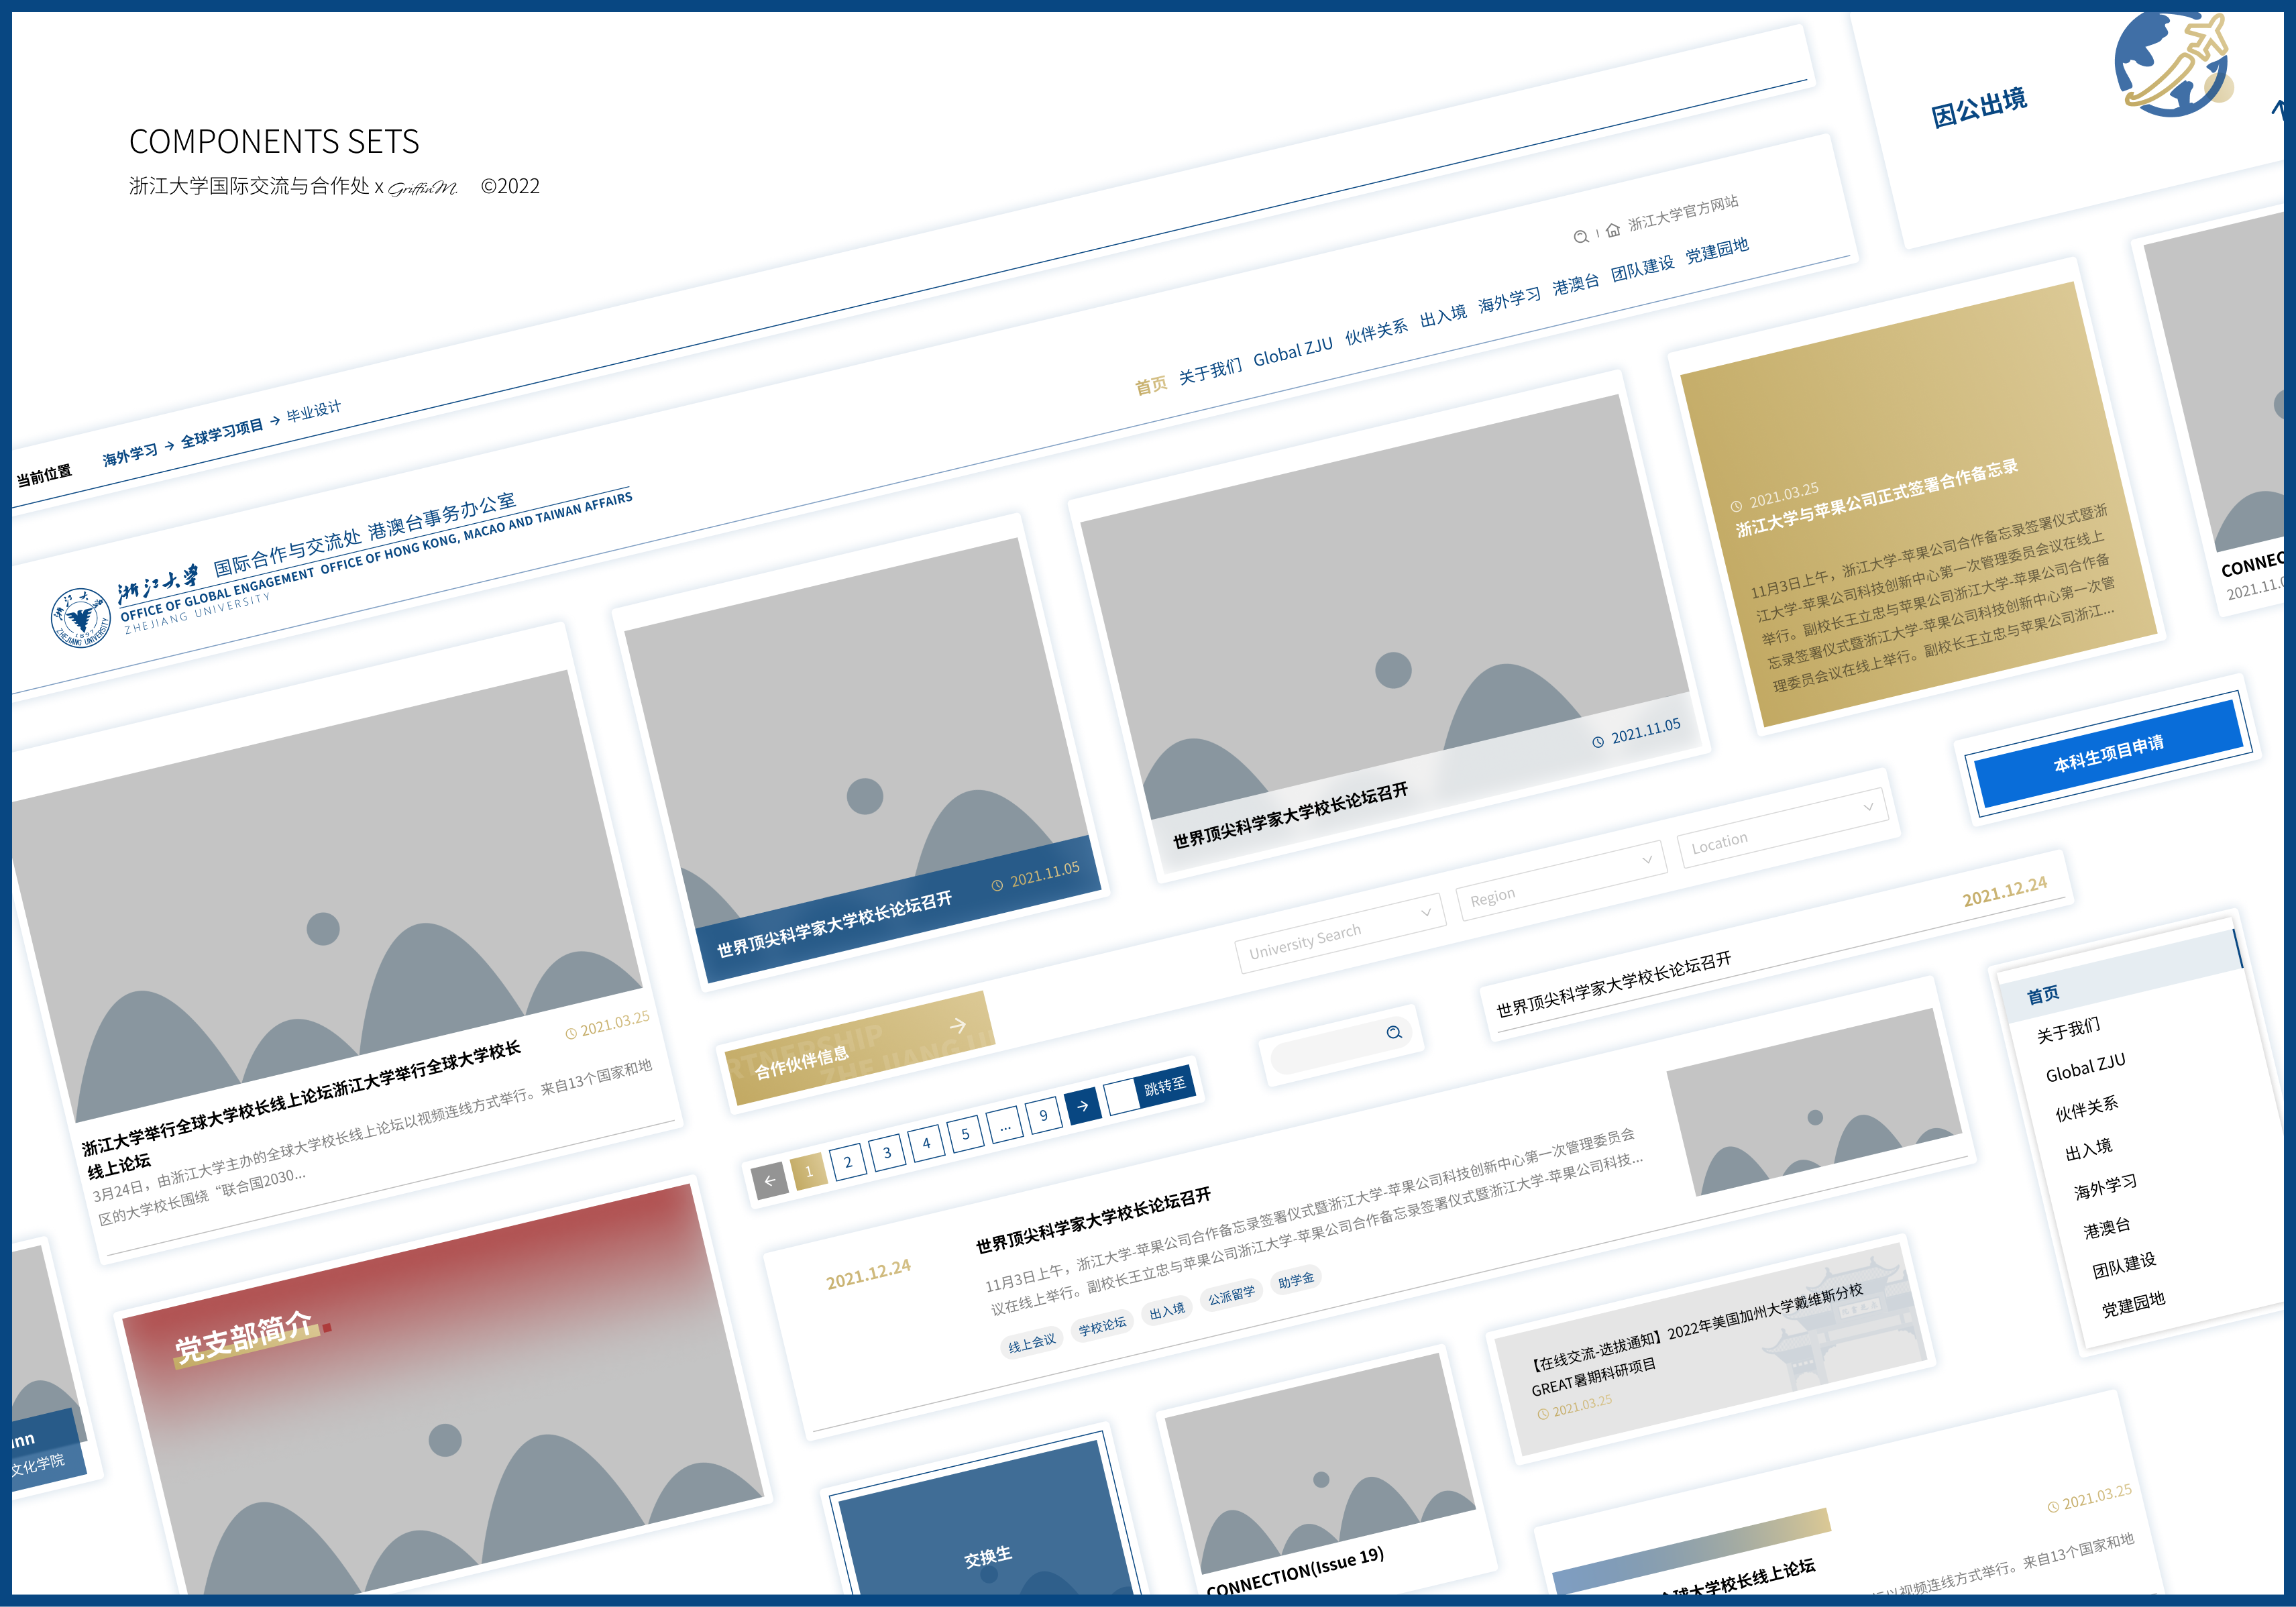 COMPONENTS SETS
浙江大学国际交流与合作处 x GriffinM. ©2022
因公出境
当前位置 海外学习 → 全球学习项目 → 毕业设计
浙江大学官方网站
首页 关于我们 Global ZJU 伙伴关系 出入境 海外学习 港澳台 团队建设 党建园地
浙江大学 国际合作与交流处 港澳台事务办公室
OFFICE OF GLOBAL ENGAGEMENT OFFICE OF HONG KONG, MACAO AND TAIWAN AFFAIRS
ZHEJIANG UNIVERSITY
浙江大学
1897
ZHEJIANG UNIVERSITY
2021.03.25
浙江大学举行全球大学校长线上论坛浙江大学举行全球大学校长
线上论坛
3月24日，由浙江大学主办的全球大学校长线上论坛以视频连线方式举行。来自13个国家和地
区的大学校长围绕“联合国2030...
世界顶尖科学家大学校长论坛召开 2021.11.05
世界顶尖科学家大学校长论坛召开 2021.11.05
2021.03.25
浙江大学与苹果公司正式签署合作备忘录
11月3日上午，浙江大学-苹果公司合作备忘录签署仪式暨浙
江大学-苹果公司科技创新中心第一次管理委员会议在线上
举行。副校长王立忠与苹果公司浙江大学-苹果公司合作备
忘录签署仪式暨浙江大学-苹果公司科技创新中心第一次管
理委员会议在线上举行。副校长王立忠与苹果公司浙江...
CONNEC
2021.11.0
本科生项目申请
University Search
Region
Location
合作伙伴信息
RTNERSHIP
ZHEJIANG U
1 2 3 4 5 ... 9 跳转至
世界顶尖科学家大学校长论坛召开 2021.12.24
首页
关于我们
Global ZJU
伙伴关系
出入境
海外学习
港澳台
团队建设
党建园地
2021.12.24
世界顶尖科学家大学校长论坛召开
11月3日上午，浙江大学-苹果公司合作备忘录签署仪式暨浙江大学-苹果公司科技创新中心第一次管理委员会
议在线上举行。副校长王立忠与苹果公司浙江大学-苹果公司合作备忘录签署仪式暨浙江大学-苹果公司科技...
线上会议 学校论坛 出入境 公派留学 助学金
党支部简介
nn
文化学院
【在线交流-选拔通知】2022年美国加州大学戴维斯分校
GREAT暑期科研项目
2021.03.25
交换生
CONNECTION(Issue 19)
2021.03.25
球大学校长线上论坛
以视频连线方式举行。来自13个国家和地